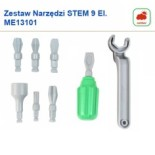 Zestaw Narzędzi STEM 9 El.
ME13101